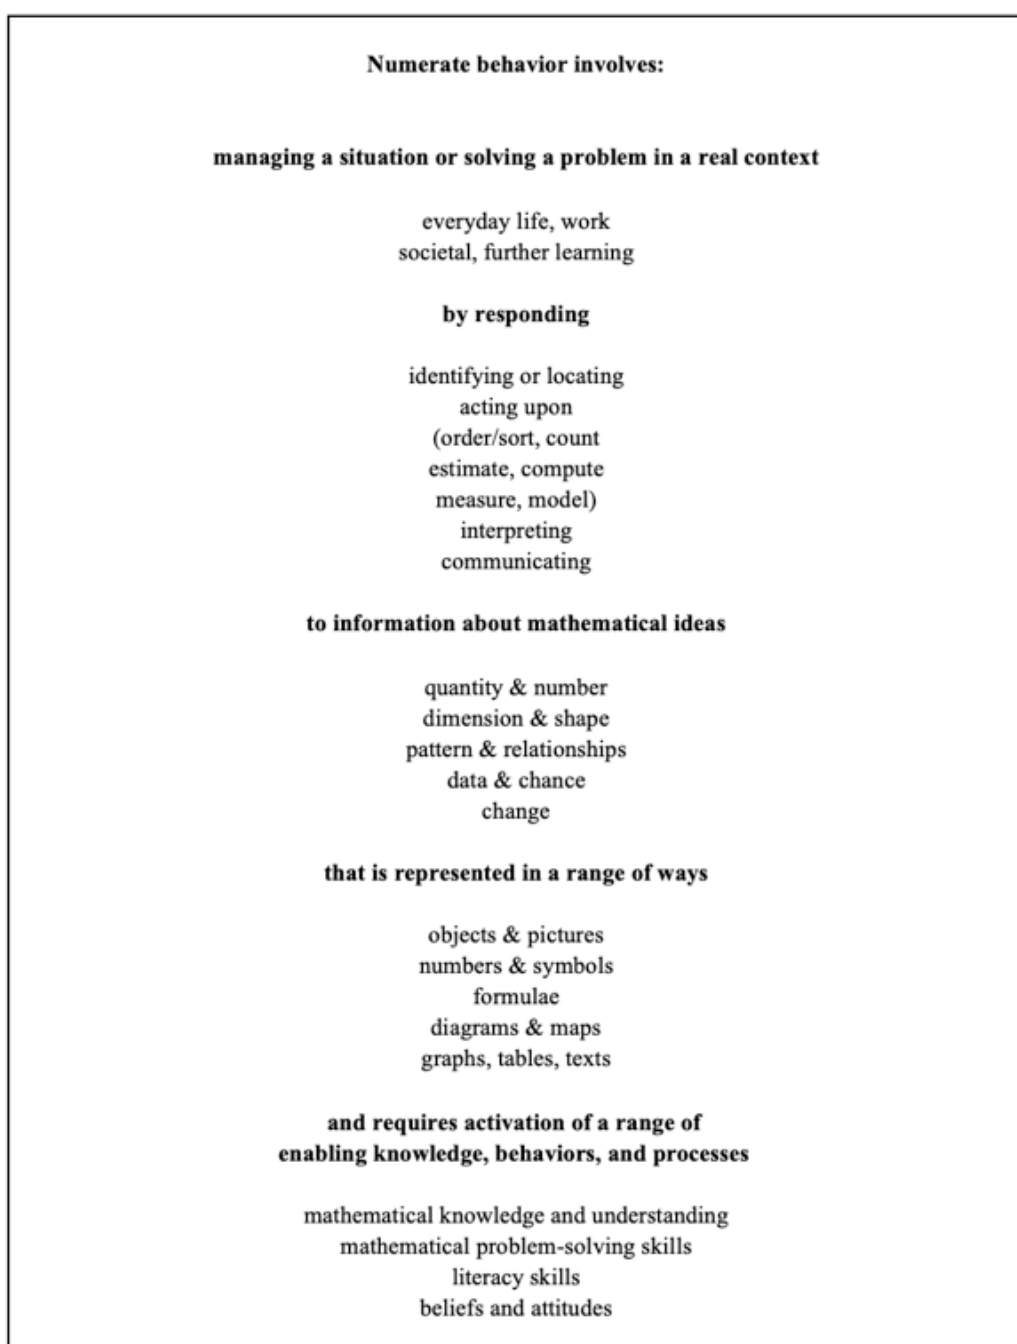 Numerate behavior involves:
managing a situation or solving a problem in a real context
everyday life, work
societal, further learning
by responding
identifying or locating
acting upon
(order/sort, count
estimate, compute
measure, model)
interpreting
communicating
to information about mathematical ideas
quantity & number
dimension & shape
pattern & relationships
data & chance
change
that is represented in a range of ways
objects & pictures
numbers & symbols
formulae
diagrams & maps
graphs, tables, texts
and requires activation of a range of
enabling knowledge, behaviors, and processes
mathematical knowledge and understanding
mathematical problem-solving skills
literacy skills
beliefs and attitudes